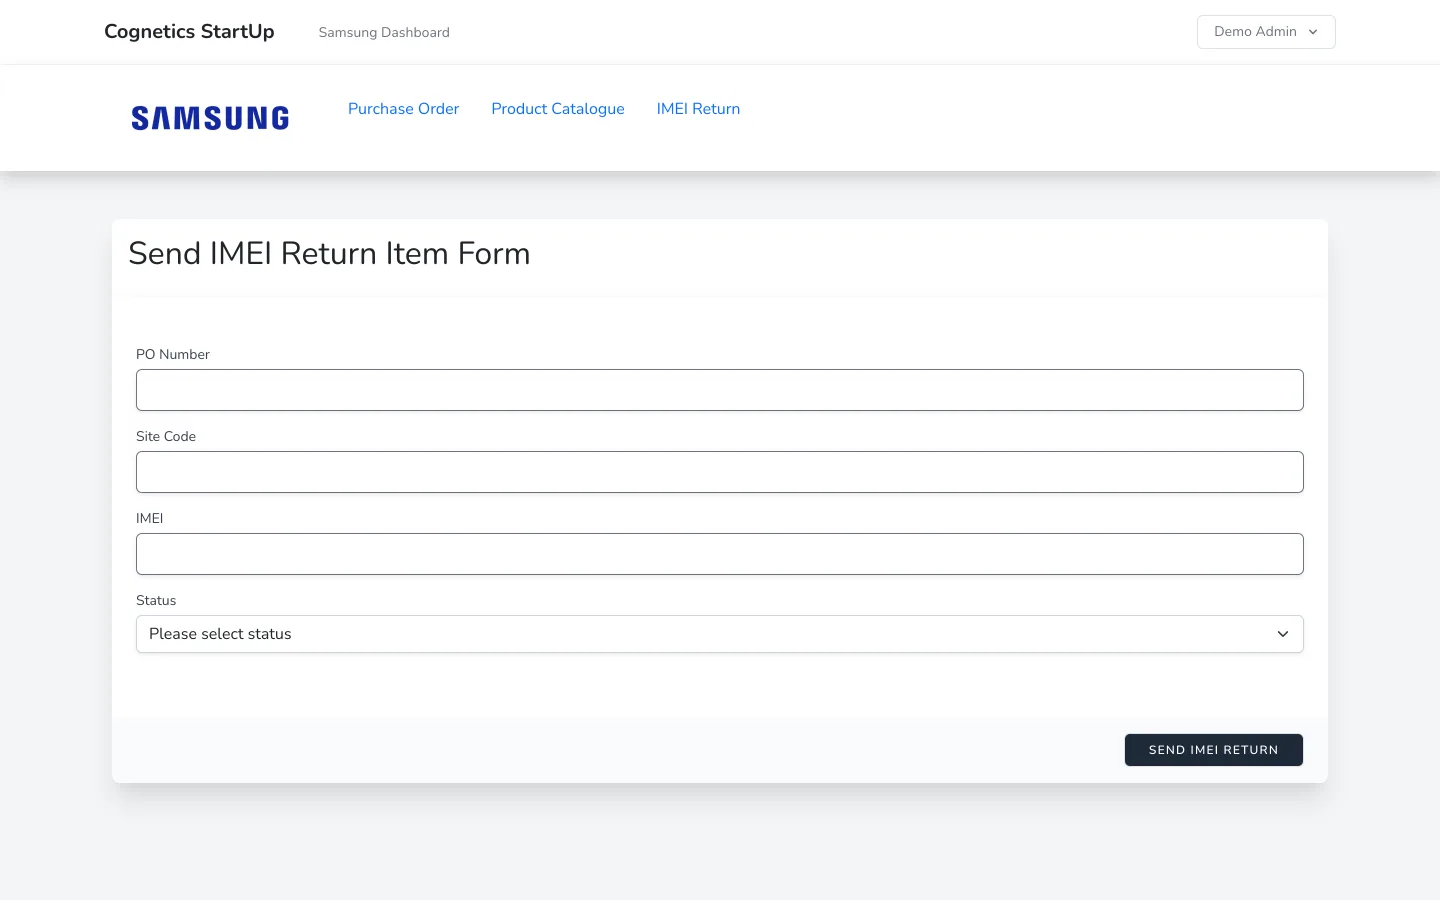 Cognetics StartUp
Samsung Dashboard
Demo Admin
SAMSUNG
Purchase Order
Product Catalogue
IMEI Return
Send IMEI Return Item Form
PO Number
Site Code
IMEI
Status
Please select status
SEND IMEI RETURN